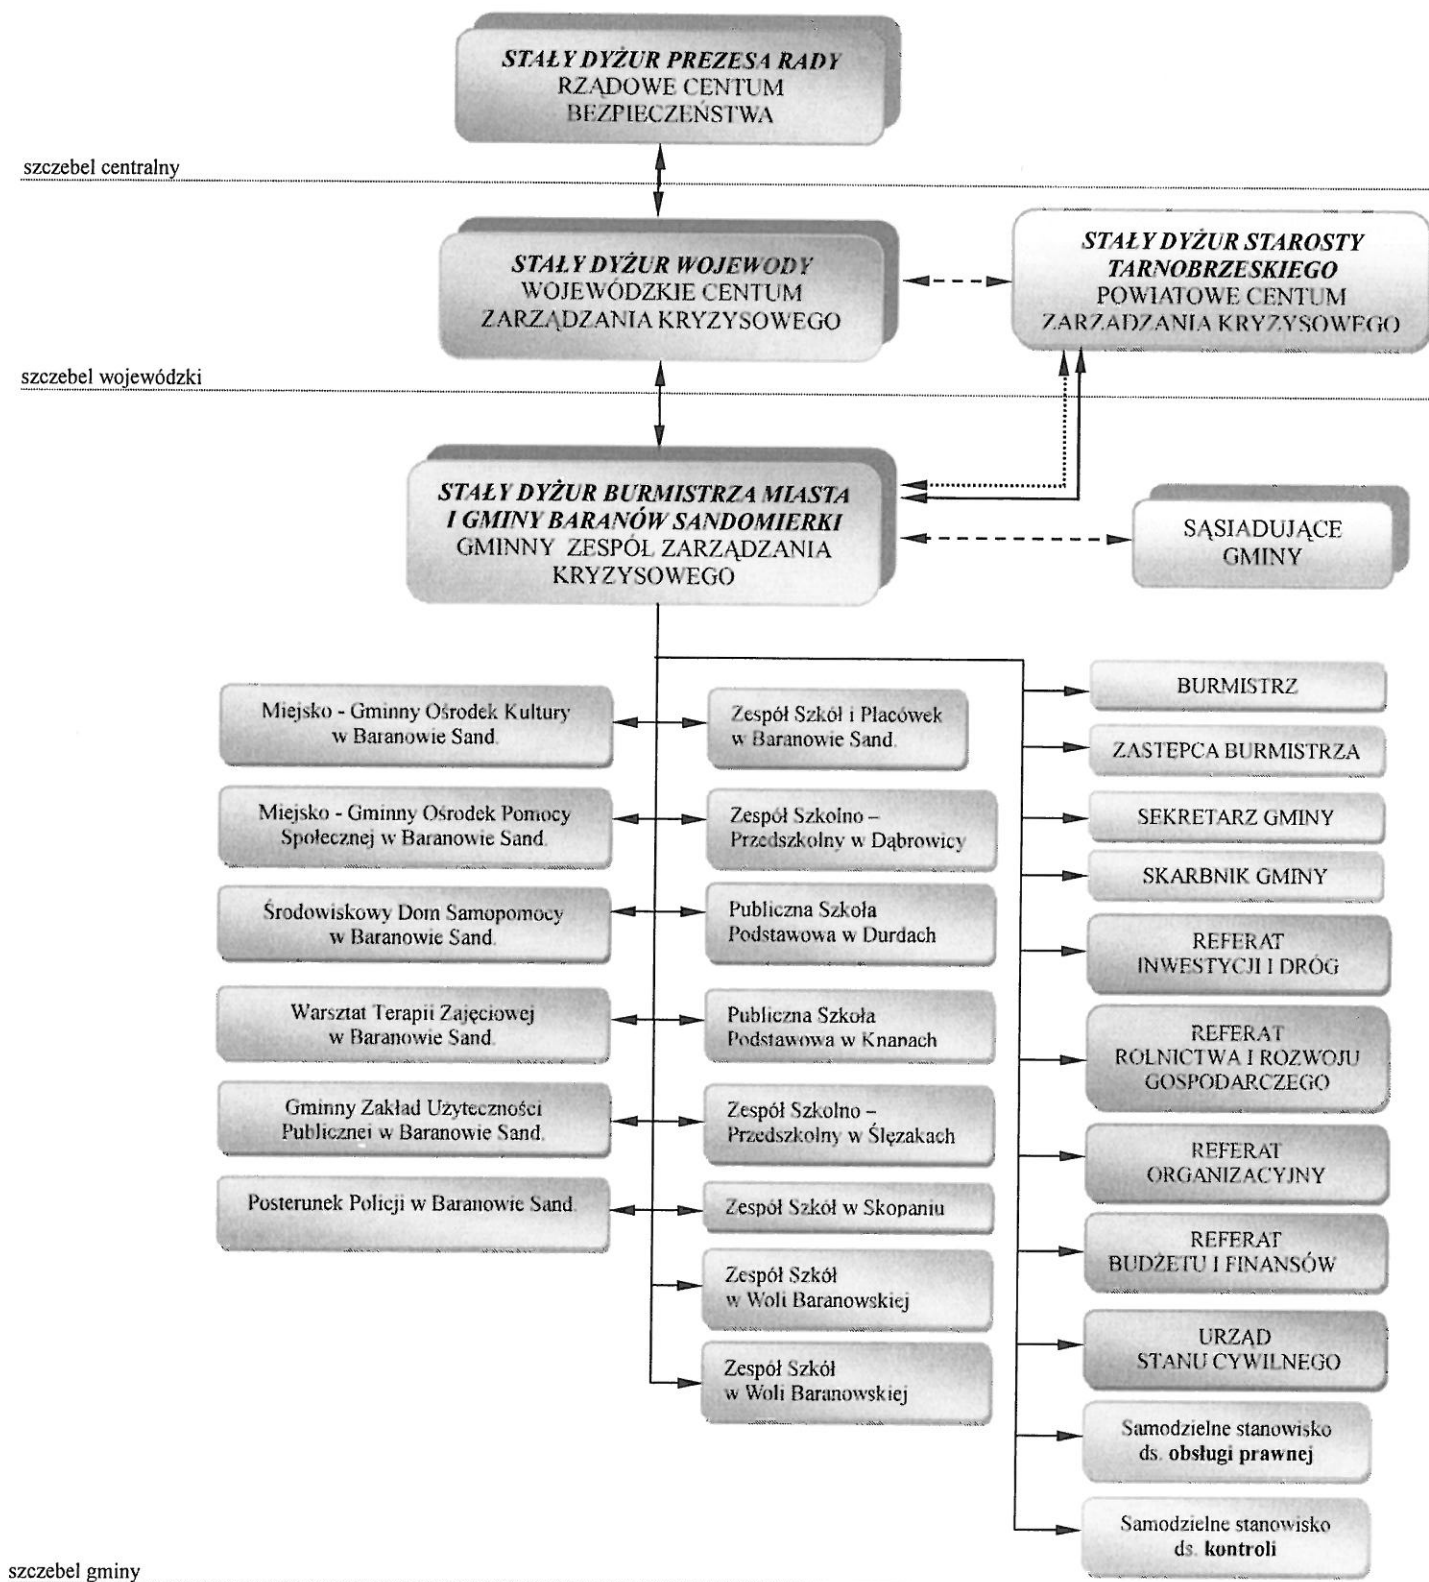 STAŁY DYŻUR PREZESA RADY
RZĄDOWE CENTUM
BEZPIECZEŃSTWA
szczebel centralny
STAŁY DYŻUR WOJEWODY
WOJEWÓDZKIE CENTUM
ZARZĄDZANIA KRYZYSOWEGO
STAŁY DYŻUR STAROSTY
TARNOBRZESKIEGO
POWIATOWE CENTUM
ZARZADZANIA KRYZYSOWEGO
szczebel wojewódzki
STAŁY DYŻUR BURMISTRZA MIASTA
I GMINY BARANÓW SANDOMIERKI
GMINNY ZESPÓŁ ZARZĄDZANIA
KRYZYSOWEGO
SĄSIADUJĄCE
GMINY
Miejsko - Gminny Ośrodek Kultury
w Baranowie Sand.
Miejsko - Gminny Ośrodek Pomocy
Społecznej w Baranowie Sand.
Środowiskowy Dom Samopomocy
w Baranowie Sand.
Warsztat Terapii Zajęciowej
w Baranowie Sand.
Gminny Zakład Użyteczności
Publicznei w Baranowie Sand.
Posterunek Policji w Baranowie Sand.
Zespół Szkół i Placówek
w Baranowie Sand.
Zespół Szkolno –
Przedszkolny w Dąbrowicy
Publiczna Szkoła
Podstawowa w Durdach
Publiczna Szkoła
Podstawowa w Knanach
Zespół Szkolno –
Przedszkolny w Ślęzakach
Zespół Szkół w Skopaniu
Zespół Szkół
w Woli Baranowskiej
Zespół Szkół
w Woli Baranowskiej
BURMISTRZ
ZASTĘPCA BURMISTRZA
SEKRETARZ GMINY
SKARBNIK GMINY
REFERAT
INWESTYCJI I DRÓG
REFERAT
ROLNICTWA I ROZWOJU
GOSPODARCZEGO
REFERAT
ORGANIZACYJNY
REFERAT
BUDŻETU I FINANSÓW
URZĄD
STANU CYWILNEGO
Samodzielne stanowisko
ds. obsługi prawnej
Samodzielne stanowisko
ds. kontroli
szczebel gminy